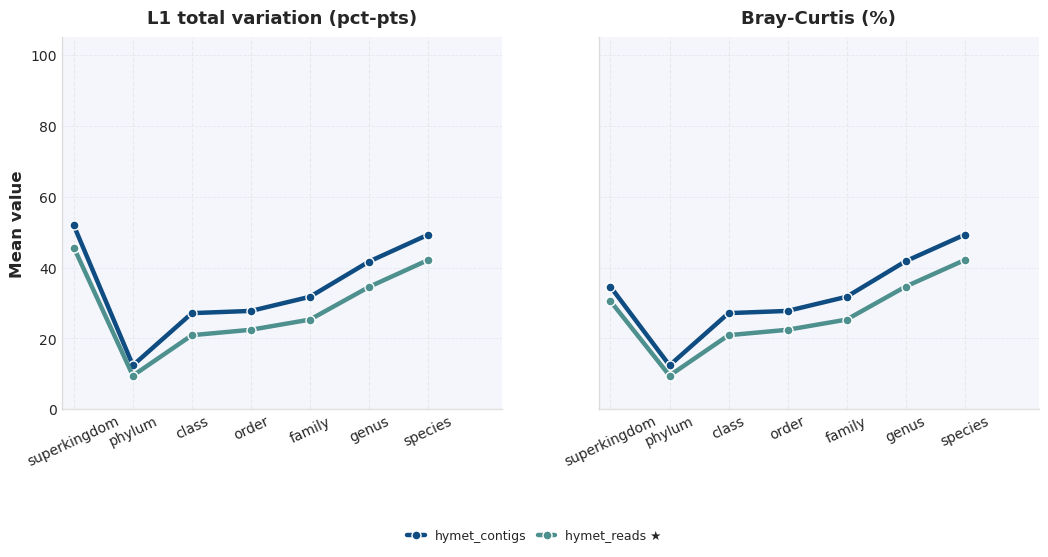 L1 total variation (pct-pts)
Bray-Curtis (%)
Mean value
100
80
60
40
20
0
superkingdom
phylum
class
order
family
genus
species
superkingdom
phylum
class
order
family
genus
species
hymet_contigs
hymet_reads ★